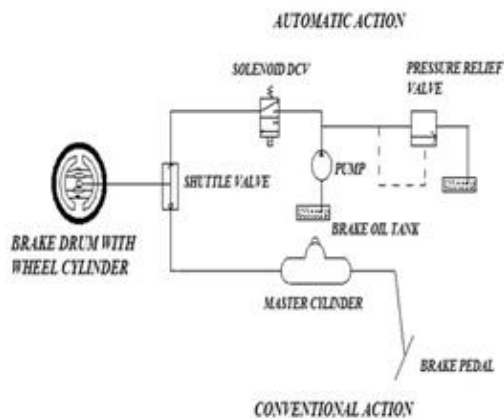 AUTOMATIC ACTION
SOLENOID DCV
PRESSURE RELIEF
VALVE
SHUTTLE VALVE
PUMP
BRAKE OIL TANK
BRAKE DRUM WITH
WHEEL CYLINDER
MASTER CYLINDER
BRAKE PEDAL
CONVENTIONAL ACTION